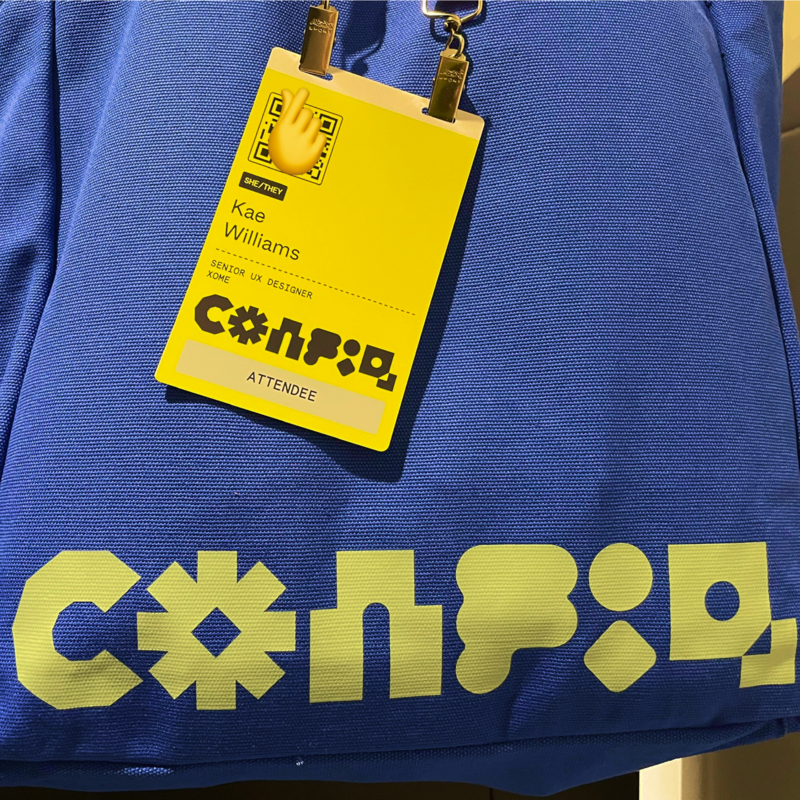 SHE/THEY
Kae
Williams
SENIOR UX DESIGNER
XOME
CONFIG
ATTENDEE
CONFIG